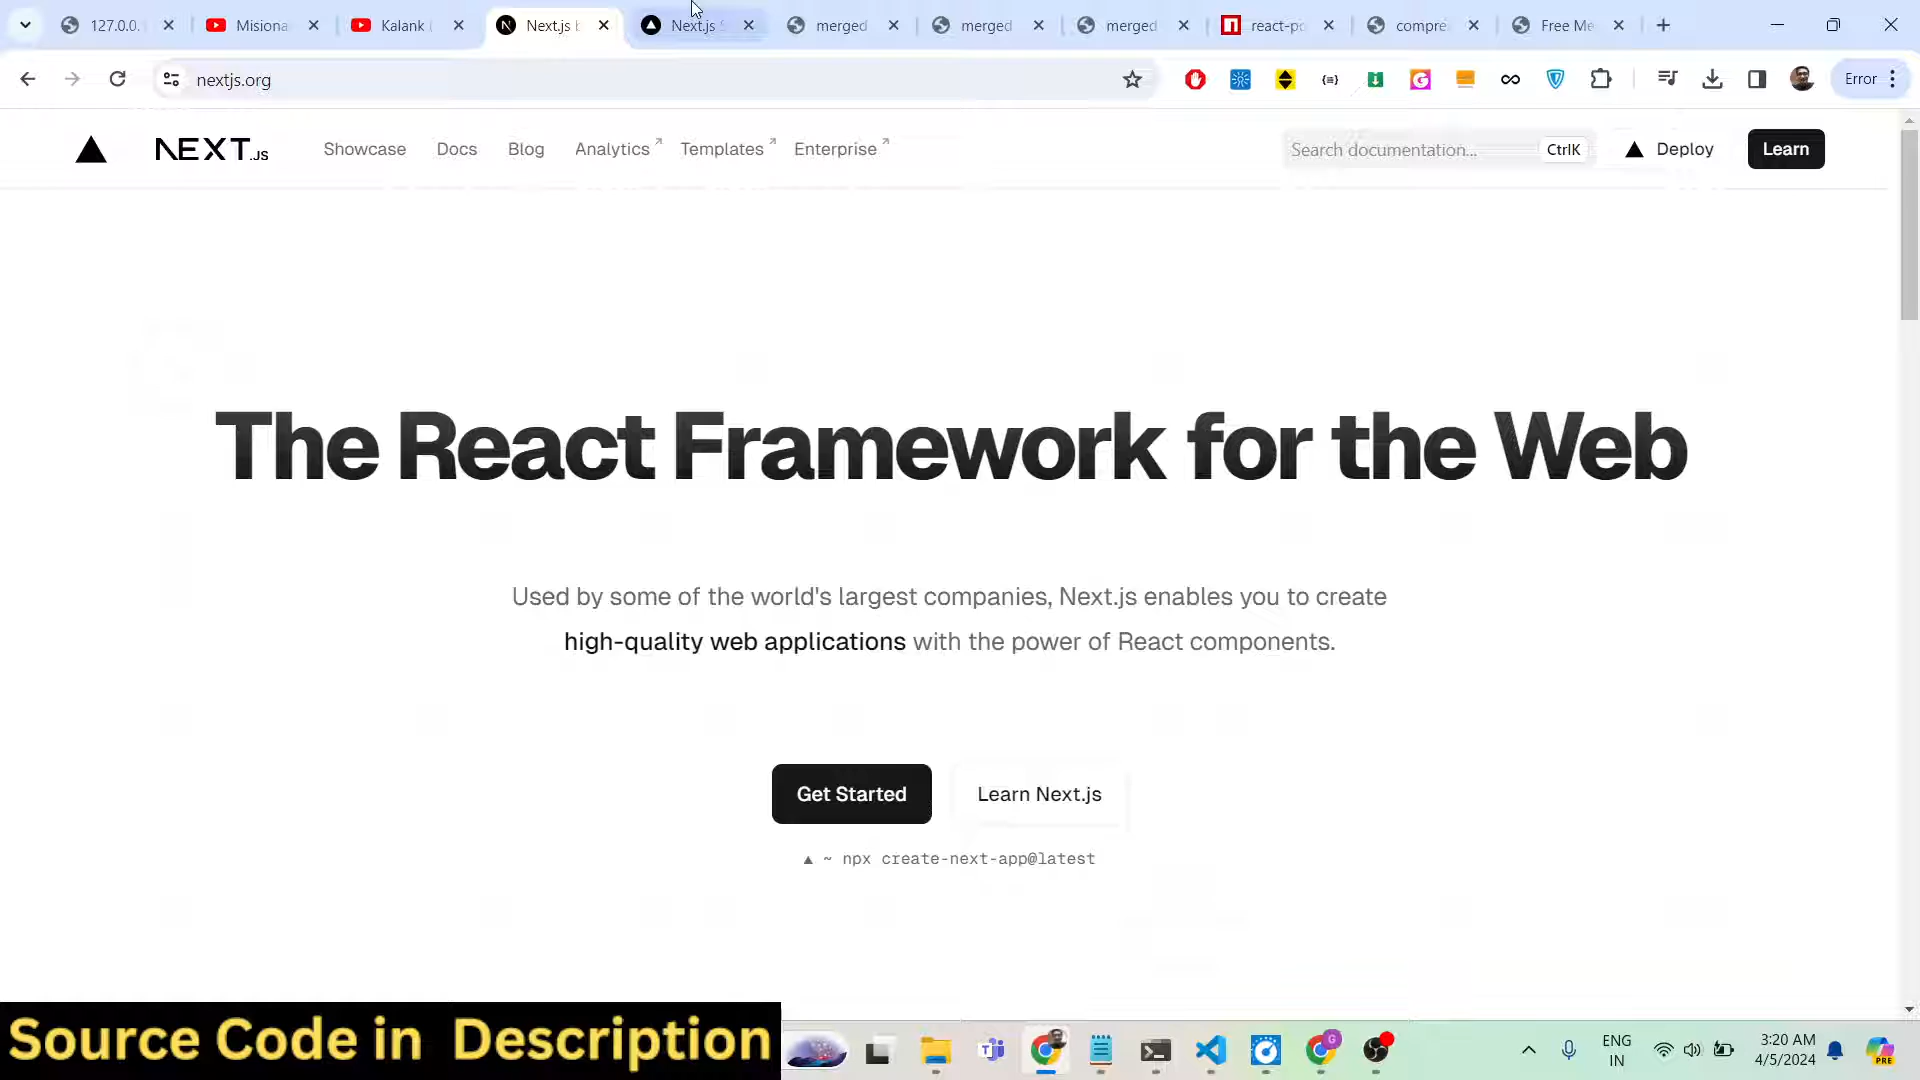 127.0.0.
Misiona
Kalank (
Next.js b
Next.js S
merged
merged
merged
react-po
compre
Free Me
nextjs.org
Error
NEXT.JS
Showcase
Docs
Blog
Analytics
Templates
Enterprise
Search documentation...
CtrlK
Deploy
Learn
The React Framework for the Web
Used by some of the world's largest companies, Next.js enables you to create
high-quality web applications with the power of React components.
Get Started
Learn Next.js
▲ ~ npx create-next-app@latest
Source Code in Description
ENG
IN
3:20 AM
4/5/2024
PRE